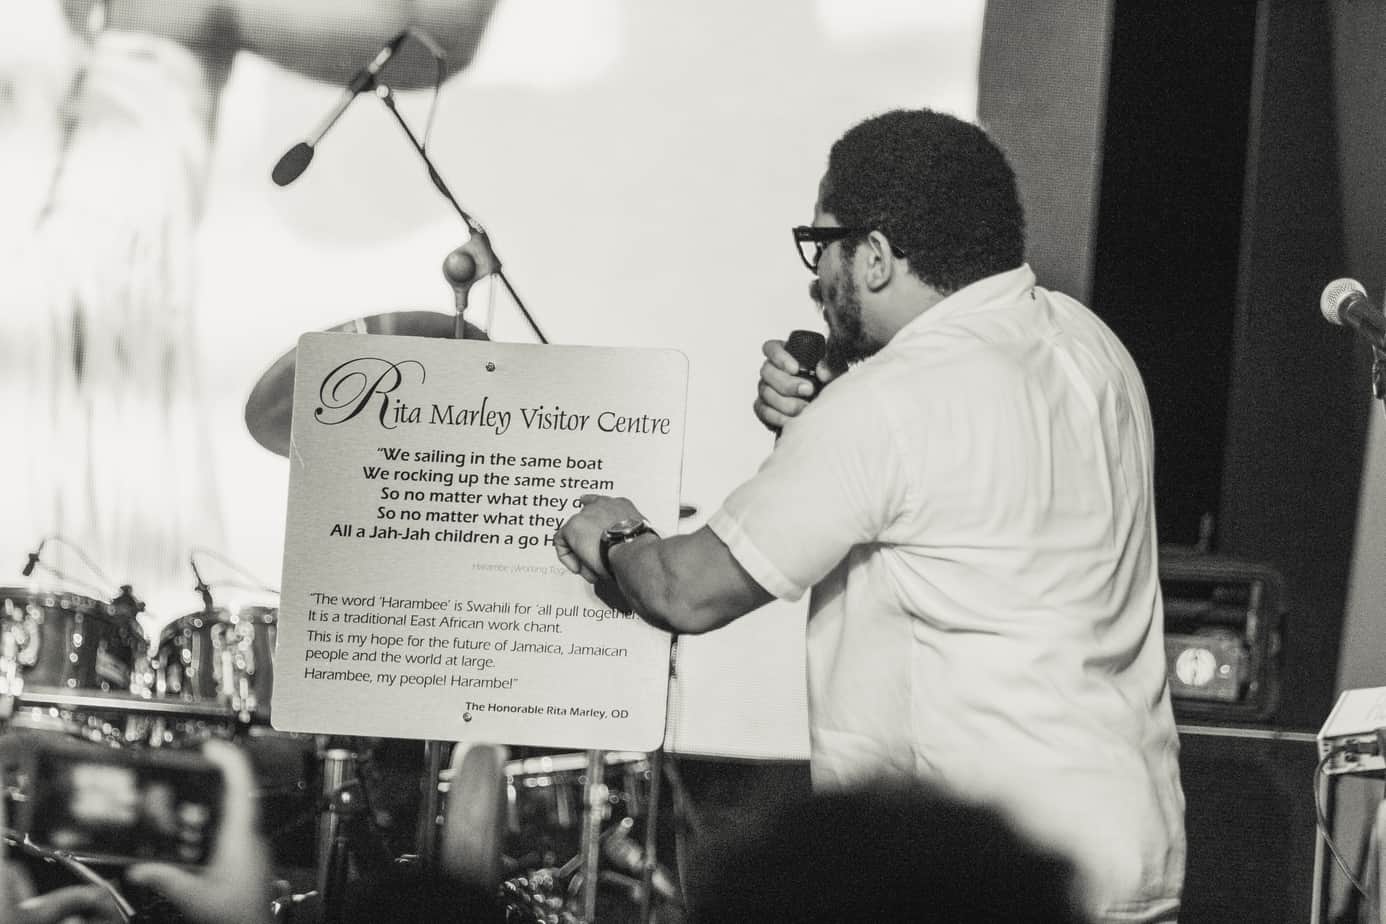 Rita Marley Visitor Centre
"We sailing in the same boat
We rocking up the same stream
So no matter what they
So no matter what they
All a Jah-Jah children a go
Harambe (Working
"The word 'Harambee' is Swahili for 'all pull together.
It is a traditional East African work chant.
This is my hope for the future of Jamaica, Jamaican
people and the world at large.
Harambee, my people! Harambe!"
The Honorable Rita Marley, OD